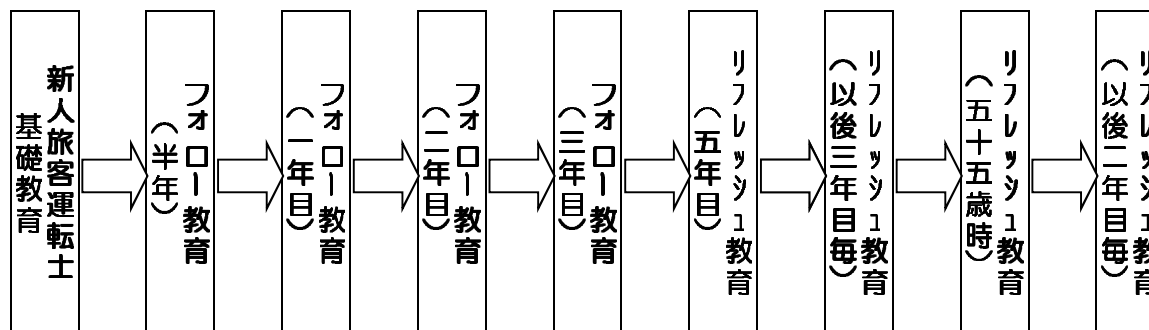 新人旅客運転士
基礎教育
フォロー教育
（半年）
フォロー教育
（一年目）
フォロー教育
（二年目）
フォロー教育
（三年目）
リフレッシュ教育
（五年目）
リフレッシュ教育
（以後三年目毎）
リフレッシュ教育
（五十五歳時）
リフレッシュ教育
（以後二年目毎）